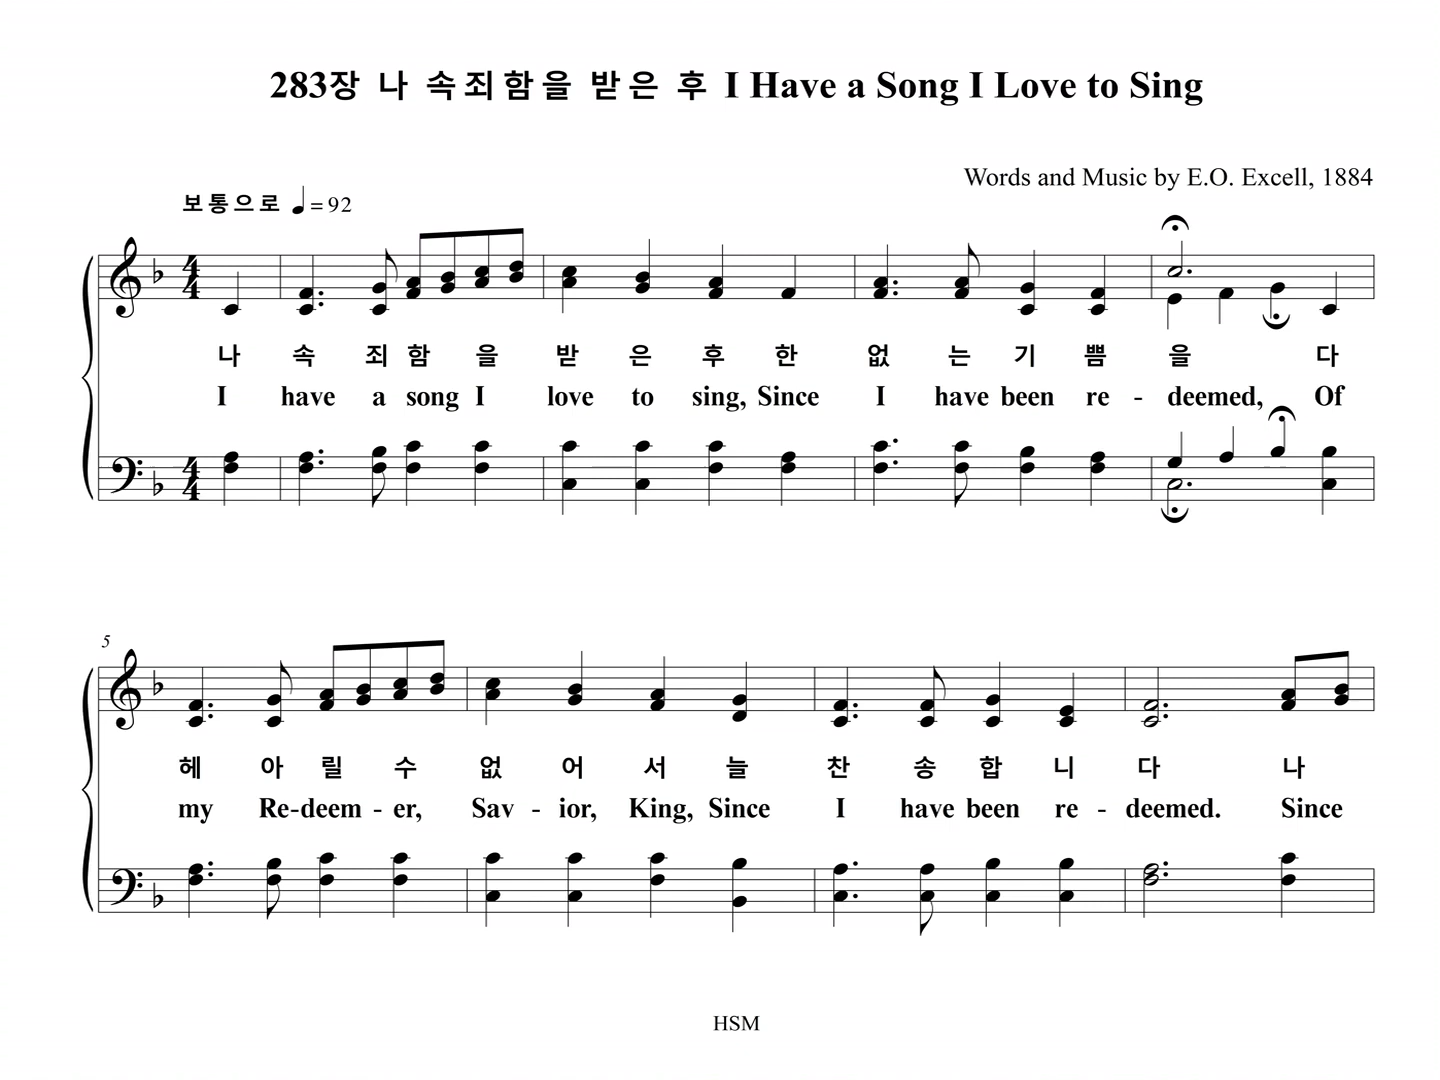 283장 나 속죄함을 받은 후 I Have a Song I Love to Sing
Words and Music by E.O. Excell, 1884
보통으로 ♩=92
나 속 죄 함 을 받 은 후 한 없 는 기 쁨 을 다
I have a song I love to sing, Since I have been re - deemed, Of
5
헤 아 릴 수 없 어 서 늘 찬 송 합 니 다 나
my Re-deem - er, Sav - ior, King, Since I have been re - deemed. Since
HSM